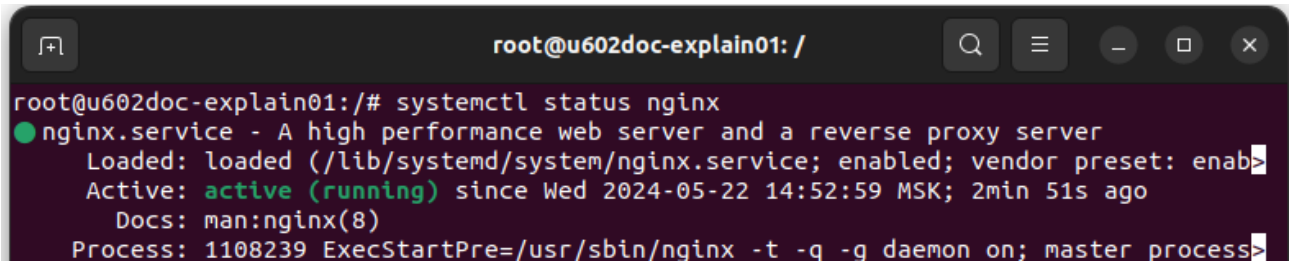 root@u602doc-explain01: /
root@u602doc-explain01:/# systemctl status nginx
nginx.service - A high performance web server and a reverse proxy server
Loaded: loaded (/lib/systemd/system/nginx.service; enabled; vendor preset: enab>
Active: active (running) since Wed 2024-05-22 14:52:59 MSK; 2min 51s ago
Docs: man:nginx(8)
Process: 1108239 ExecStartPre=/usr/sbin/nginx -t -q -g daemon on; master process>